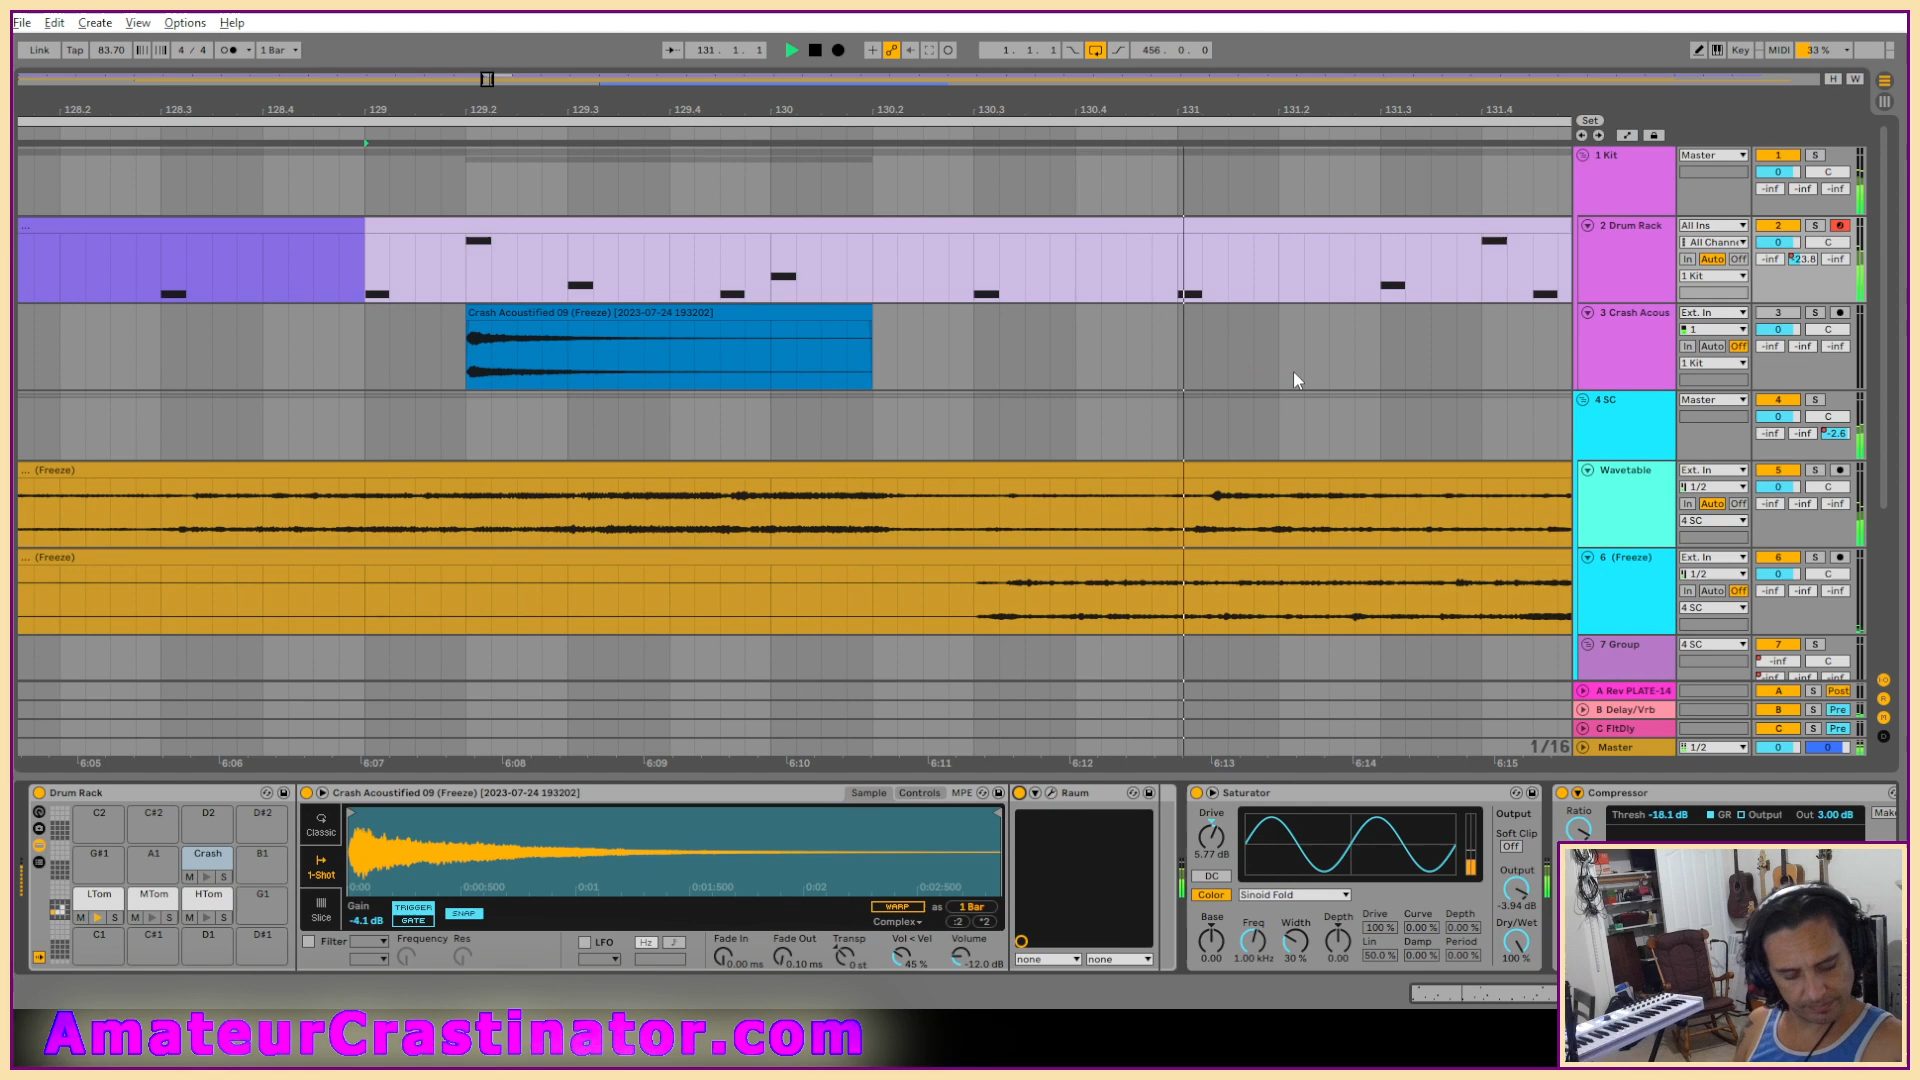 File Edit Create View Options Help
Link Tap 83.70 4 / 4 1 Bar 131. 1. 1 1. 1. 1 456. 0. 0 Key MIDI 33 %
H W
128.2 128.3 128.4 129 129.2 129.3 129.4 130 130.2 130.3 130.4 131 131.2 131.3 131.4
Set
1 Kit Master 1 S
0 C
-inf -inf -inf
...
2 Drum Rack All Ins 2 S
All Channe 0 C
In Auto Off -inf -23.8 -inf
1 Kit
Crash Acoustified 09 (Freeze) [2023-07-24 193202]
3 Crash Acous Ext. In 3 S
1 0 C
In Auto Off -inf -inf -inf
1 Kit
4 SC Master 4 S
0 C
-inf -inf -2.6
... (Freeze)
Wavetable Ext. In 5 S
1/2 0 C
In Auto Off -inf -inf -inf
4 SC
... (Freeze)
6 (Freeze) Ext. In 6 S
1/2 0 C
In Auto Off -inf -inf -inf
4 SC
7 Group 4 SC 7 S
-inf C
-inf -inf -inf
A Rev PLATE-14 A S Post
B Delay/Vrb B S Pre
C FltDly C S Pre
1/16 Master 1/2 0 0
6:05 6:06 6:07 6:08 6:09 6:10 6:11 6:12 6:13 6:14 6:15
Drum Rack
C2 C#2 D2 D#2
G#1 A1 Crash B1
M S
LTom MTom HTom G1
M S M S M S
C1 C#1 D1 D#1
Crash Acoustified 09 (Freeze) [2023-07-24 193202] Sample Controls MPE
Classic
1-Shot
Slice
0:00 0:00:500 0:01 0:01:500 0:02 0:02:500
Gain
-4.1 dB
TRIGGER
GATE
SNAP
WARP as 1 Bar
Complex :2 *2
Filter Frequency Res LFO Hz Fade In Fade Out Transp Vol < Vel Volume
0.00 ms 0.10 ms 0 st 45 % -12.0 dB
Raum
none none
Saturator
Drive
5.77 dB
DC
Color Sinoid Fold
Output
Soft Clip
Off
Output
-3.94 dB
Base Freq Width Depth Drive Curve Depth Dry/Wet
100 % 0.00 % 0.00 %
Lin Damp Period
0.00 1.00 kHz 30 % 0.00 50.0 % 0.00 % 0.00 % 100 %
Compressor
Ratio
Thresh -18.1 dB GR Output Out 3.00 dB Make
AmateurCrastinator.com